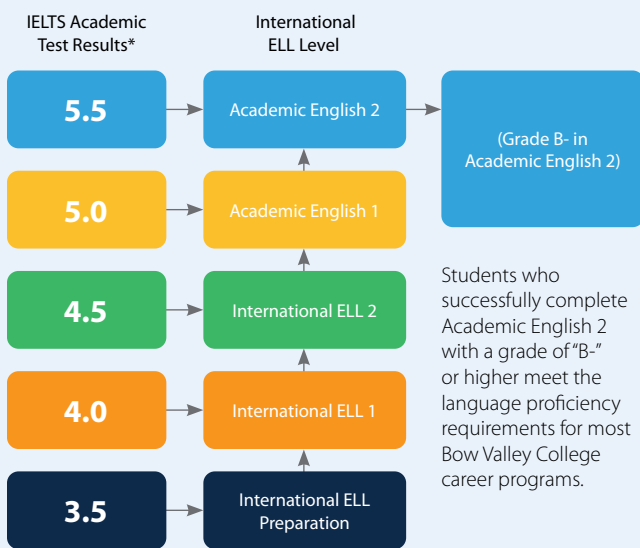 IELTS Academic
Test Results*
International
ELL Level
5.5
Academic English 2
(Grade B- in
Academic English 2)
5.0
Academic English 1
4.5
International ELL 2
4.0
International ELL 1
3.5
International ELL
Preparation
Students who
successfully complete
Academic English 2
with a grade of “B-”
or higher meet the
language proficiency
requirements for most
Bow Valley College
career programs.